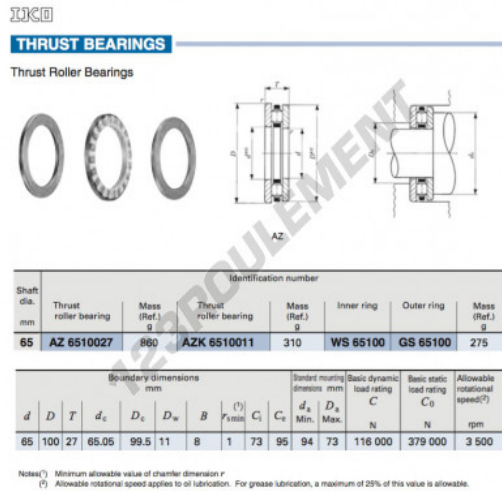 IKO
THRUST BEARINGS
Thrust Roller Bearings
T
r
D
d
AZ
123ROULEMENT
Identification number
Shaft dia. mm Thrust roller bearing Mass (Ref.) g Thrust roller bearing Mass (Ref.) g Inner ring Outer ring Mass (Ref.) g
65 AZ 6510027 860 AZK 6510011 310 WS 65100 GS 65100 275
Boundary dimensions mm Standard mounting dimensions mm Basic dynamic load rating C N Basic static load rating C0 N Allowable rotational speed(2) rpm
d D T dc Dc Dw B rs min(1) Ci Ce da Min. Da Max.
65 100 27 65.05 99.5 11 8 1 73 95 94 73 116 000 379 000 3 500
Notes(1) Minimum allowable value of chamfer dimension r
(2) Allowable rotational speed applies to oil lubrication. For grease lubrication, a maximum of 25% of this value is allowable.